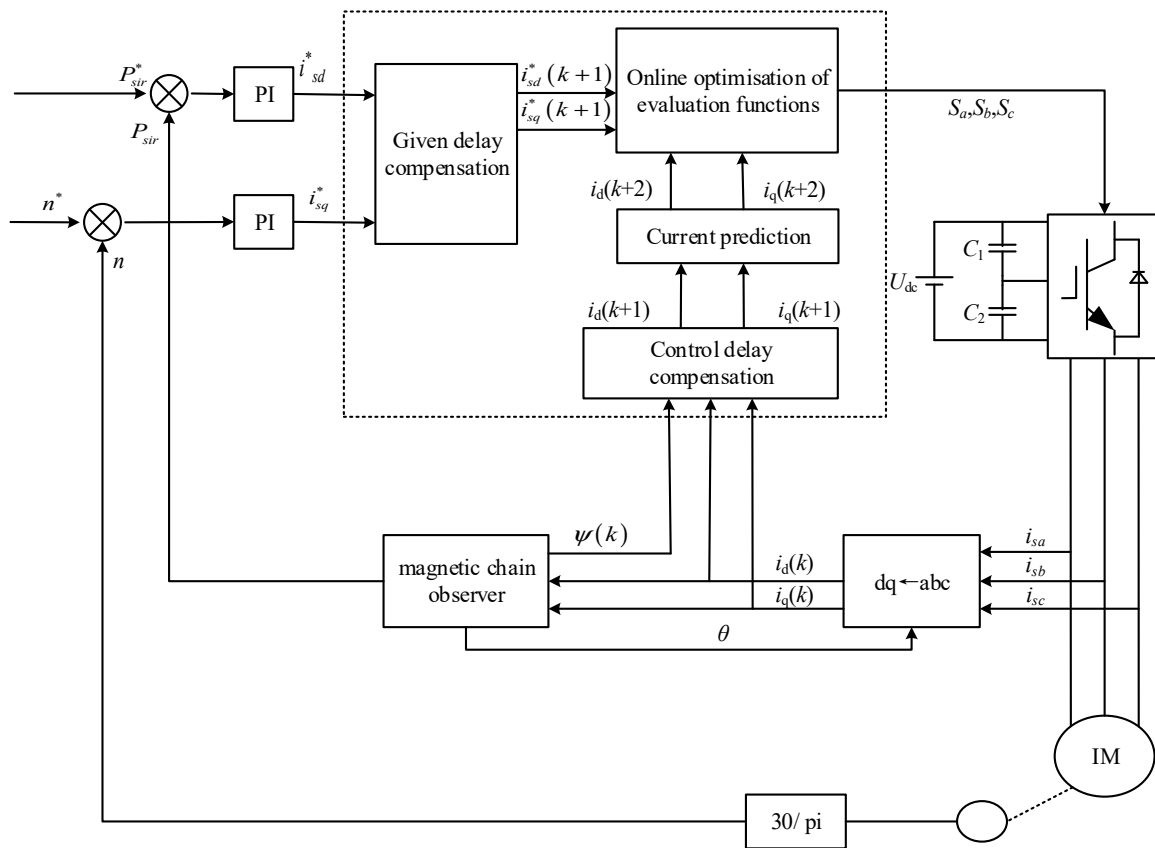 P*sir
PI
i*sd
Psir
n*
PI
i*sq
n
Given delay
compensation
i*sd(k+1)
i*sq(k+1)
Online optimisation of
evaluation functions
Sa,Sb,Sc
id(k+2)
iq(k+2)
Current prediction
id(k+1)
iq(k+1)
Control delay
compensation
Udc
C1
C2
ψ(k)
magnetic chain
observer
id(k)
iq(k)
θ
dq←abc
isa
isb
isc
IM
30/ pi